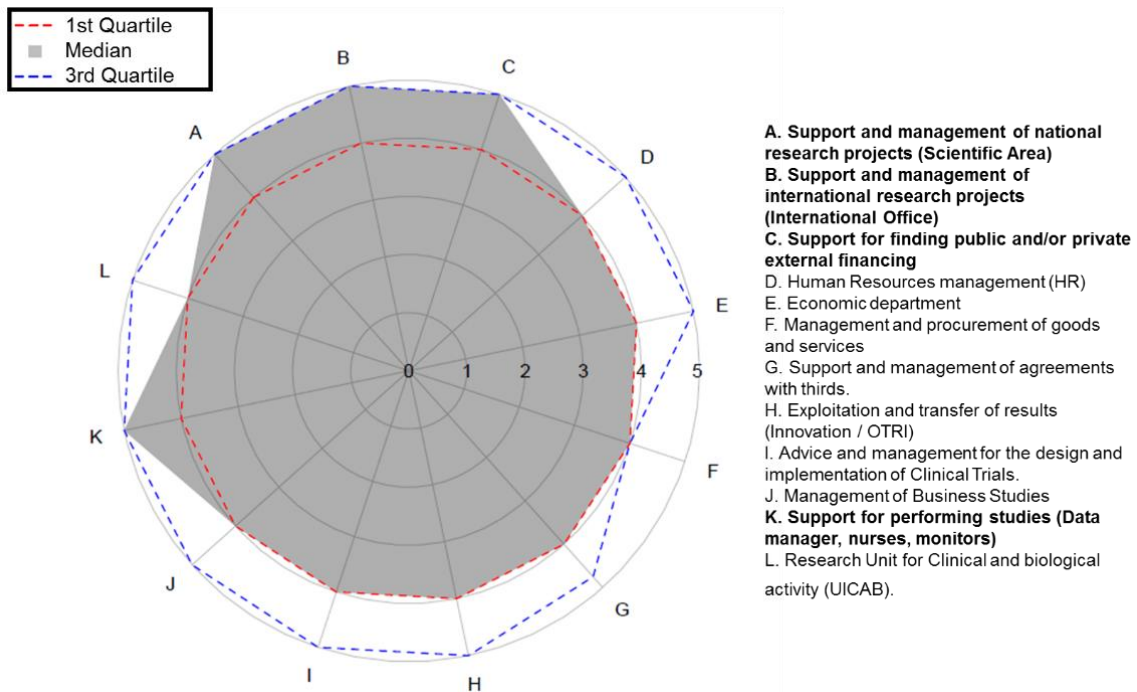 1st Quartile
Median
3rd Quartile
B
C
A
D
L
E
0 1 2 3 4 5
K
F
J
G
I
H
A. Support and management of national
research projects (Scientific Area)
B. Support and management of
international research projects
(International Office)
C. Support for finding public and/or private
external financing
D. Human Resources management (HR)
E. Economic department
F. Management and procurement of goods
and services
G. Support and management of agreements
with thirds.
H. Exploitation and transfer of results
(Innovation / OTRI)
I. Advice and management for the design and
implementation of Clinical Trials.
J. Management of Business Studies
K. Support for performing studies (Data
manager, nurses, monitors)
L. Research Unit for Clinical and biological
activity (UICAB).